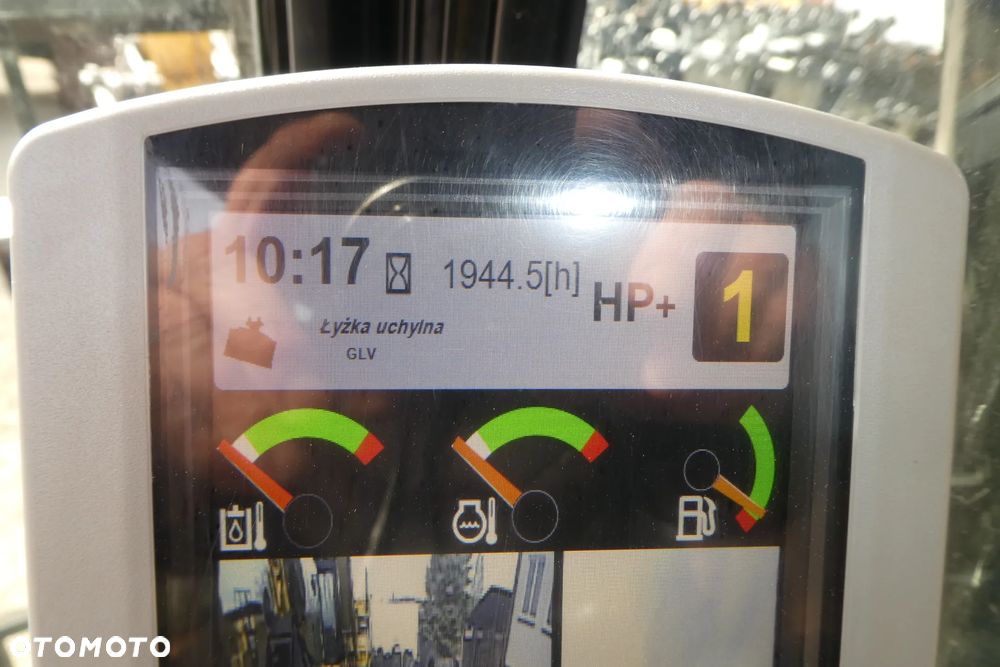 10:17
1944.5[h]
HP+
1
Łyżka uchylna
GLV
OTOMOTO